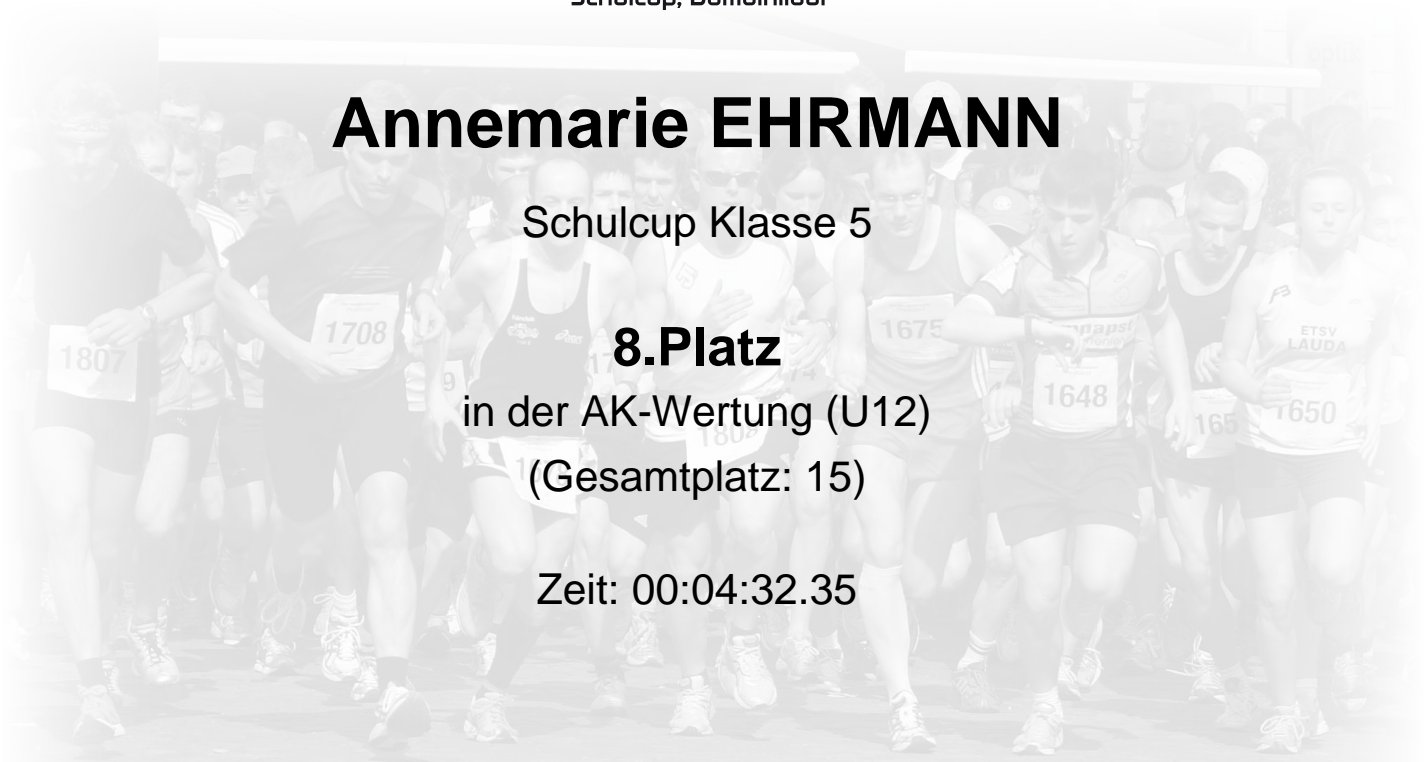 Annemarie EHRMANN
Schulcup Klasse 5
8.Platz
in der AK-Wertung (U12)
(Gesamtplatz: 15)
Zeit: 00:04:32.35
1807
1708
1675
1648
165
1650
ETSV
LAUDA